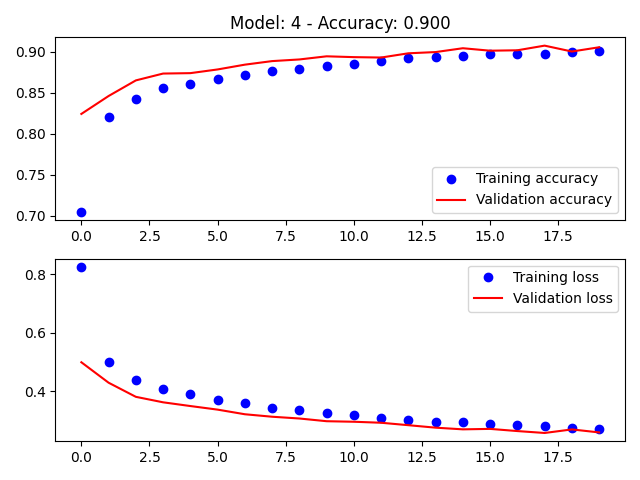 Model: 4 - Accuracy: 0.900
0.90
0.85
0.80
0.75
0.70
Training accuracy
Validation accuracy
0.0 2.5 5.0 7.5 10.0 12.5 15.0 17.5
0.8
0.6
0.4
Training loss
Validation loss
0.0 2.5 5.0 7.5 10.0 12.5 15.0 17.5